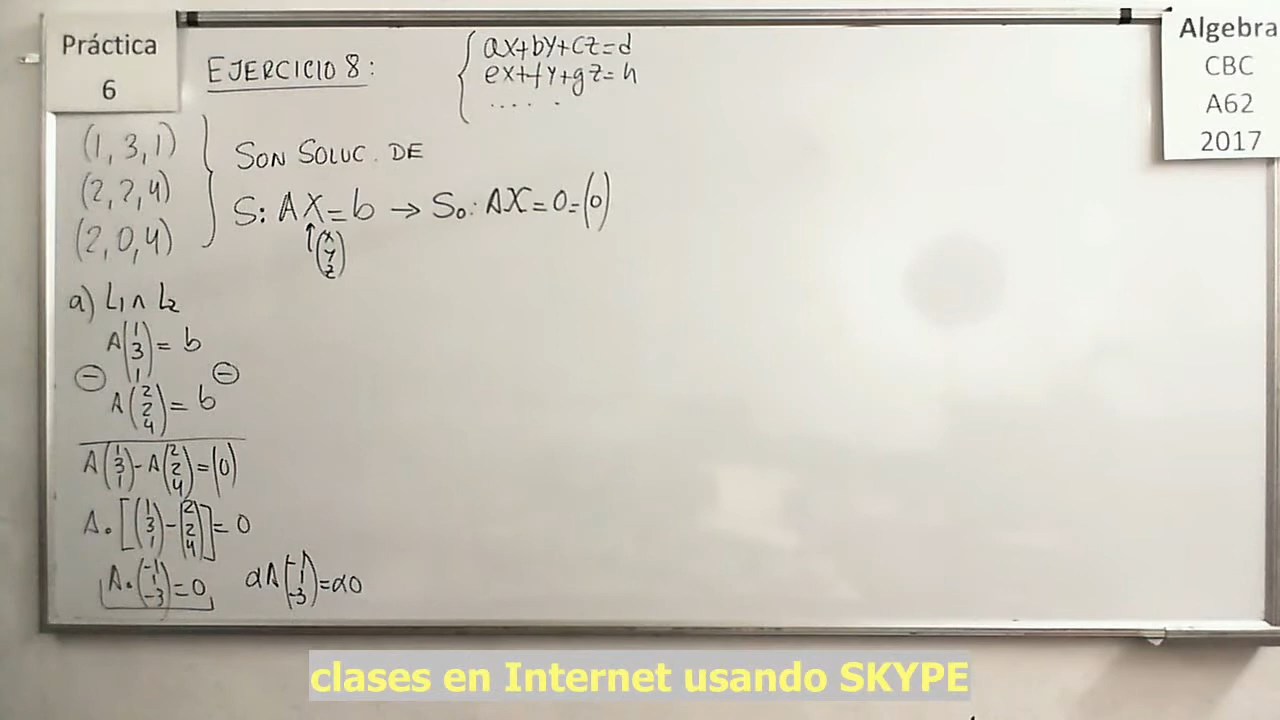 Práctica
6
EJERCICIO 8:
ax+by+cz=d
ex+fy+gz=h
.....
Algebra
CBC
A62
2017
(1, 3, 1)
(2, 2, 4)
(2, 0, 4)
SON SOLUC. DE
S: AX=b → S₀: AX=0=(0)
↑(x y z)
a) L₁ ∩ L₂
A(1 3 1) = b
⊖ ⊖
A(2 2 4) = b
A(1 3 1) - A(2 2 4) = (0)
A • [(1 3 1) - (2 2 4)] = 0
A • (-1 1 -3) = 0 αA(-1 1 -3) = α0
clases en Internet usando SKYPE